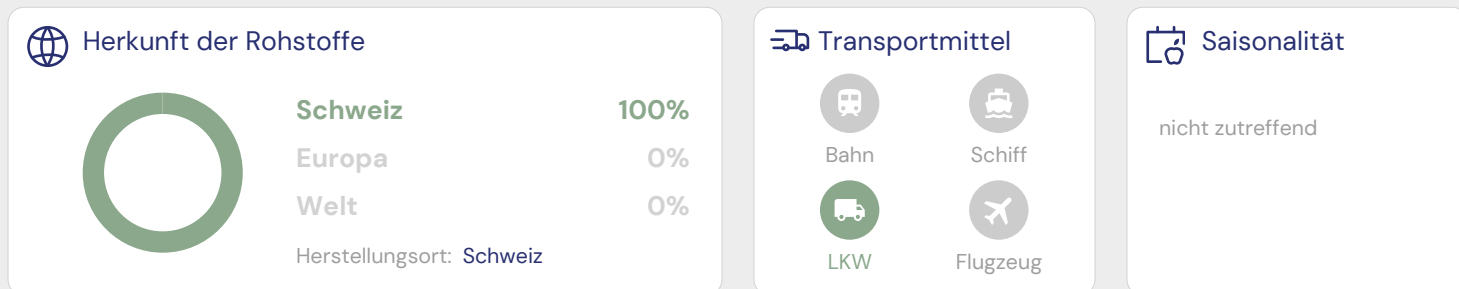 Herkunft der Rohstoffe
Schweiz 100%
Europa 0%
Welt 0%
Herstellungsort: Schweiz
Transportmittel
Bahn Schiff
LKW Flugzeug
Saisonalität
nicht zutreffend